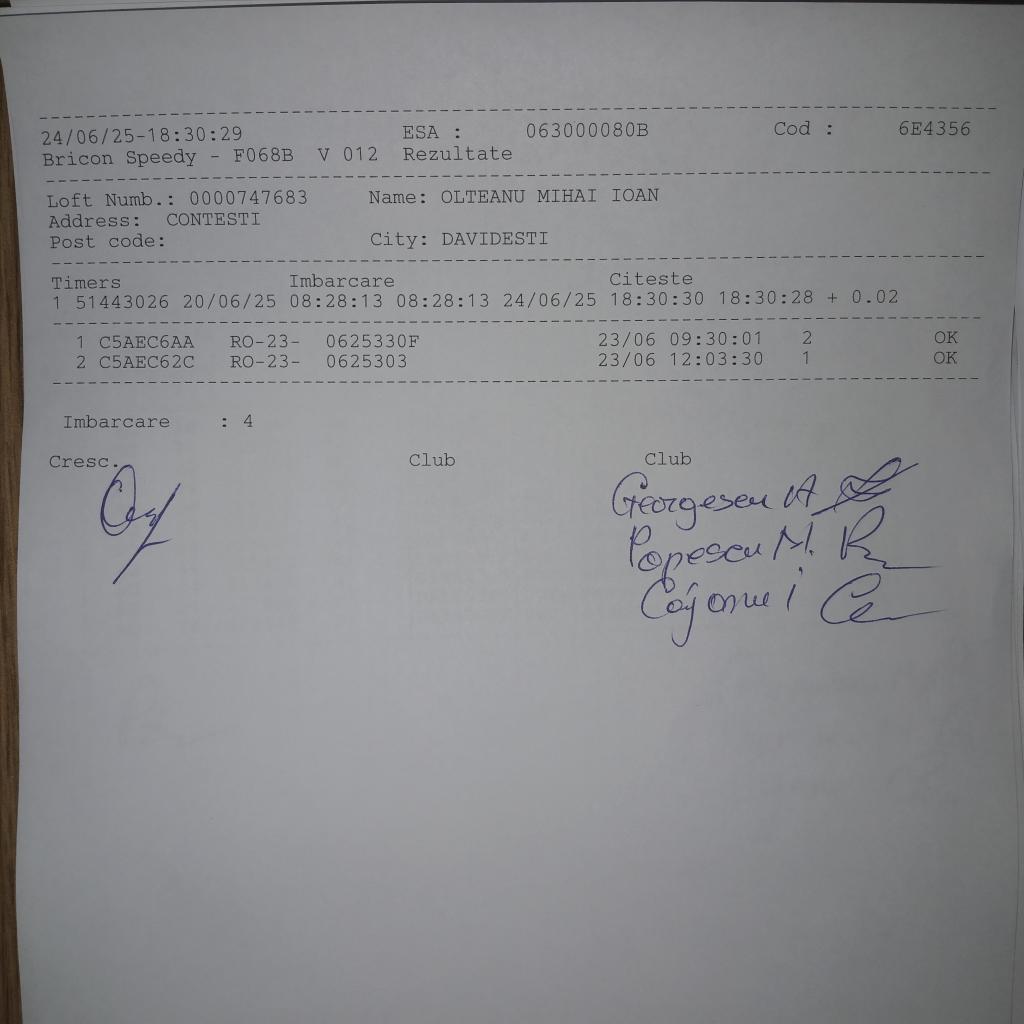 24/06/25-18:30:29 ESA : 063000080B Cod : 6E4356
Bricon Speedy - F068B V 012 Rezultate
Loft Numb.: 0000747683 Name: OLTEANU MIHAI IOAN
Address: CONTESTI
Post code: City: DAVIDESTI
Timers Imbarcare Citeste
1 51443026 20/06/25 08:28:13 08:28:13 24/06/25 18:30:30 18:30:28 + 0.02
1 C5AEC6AA RO-23- 0625330F 23/06 09:30:01 2 OK
2 C5AEC62C RO-23- 0625303 23/06 12:03:30 1 OK
Imbarcare : 4
Cresc. Club Club
Georgescu A
Popescu M.